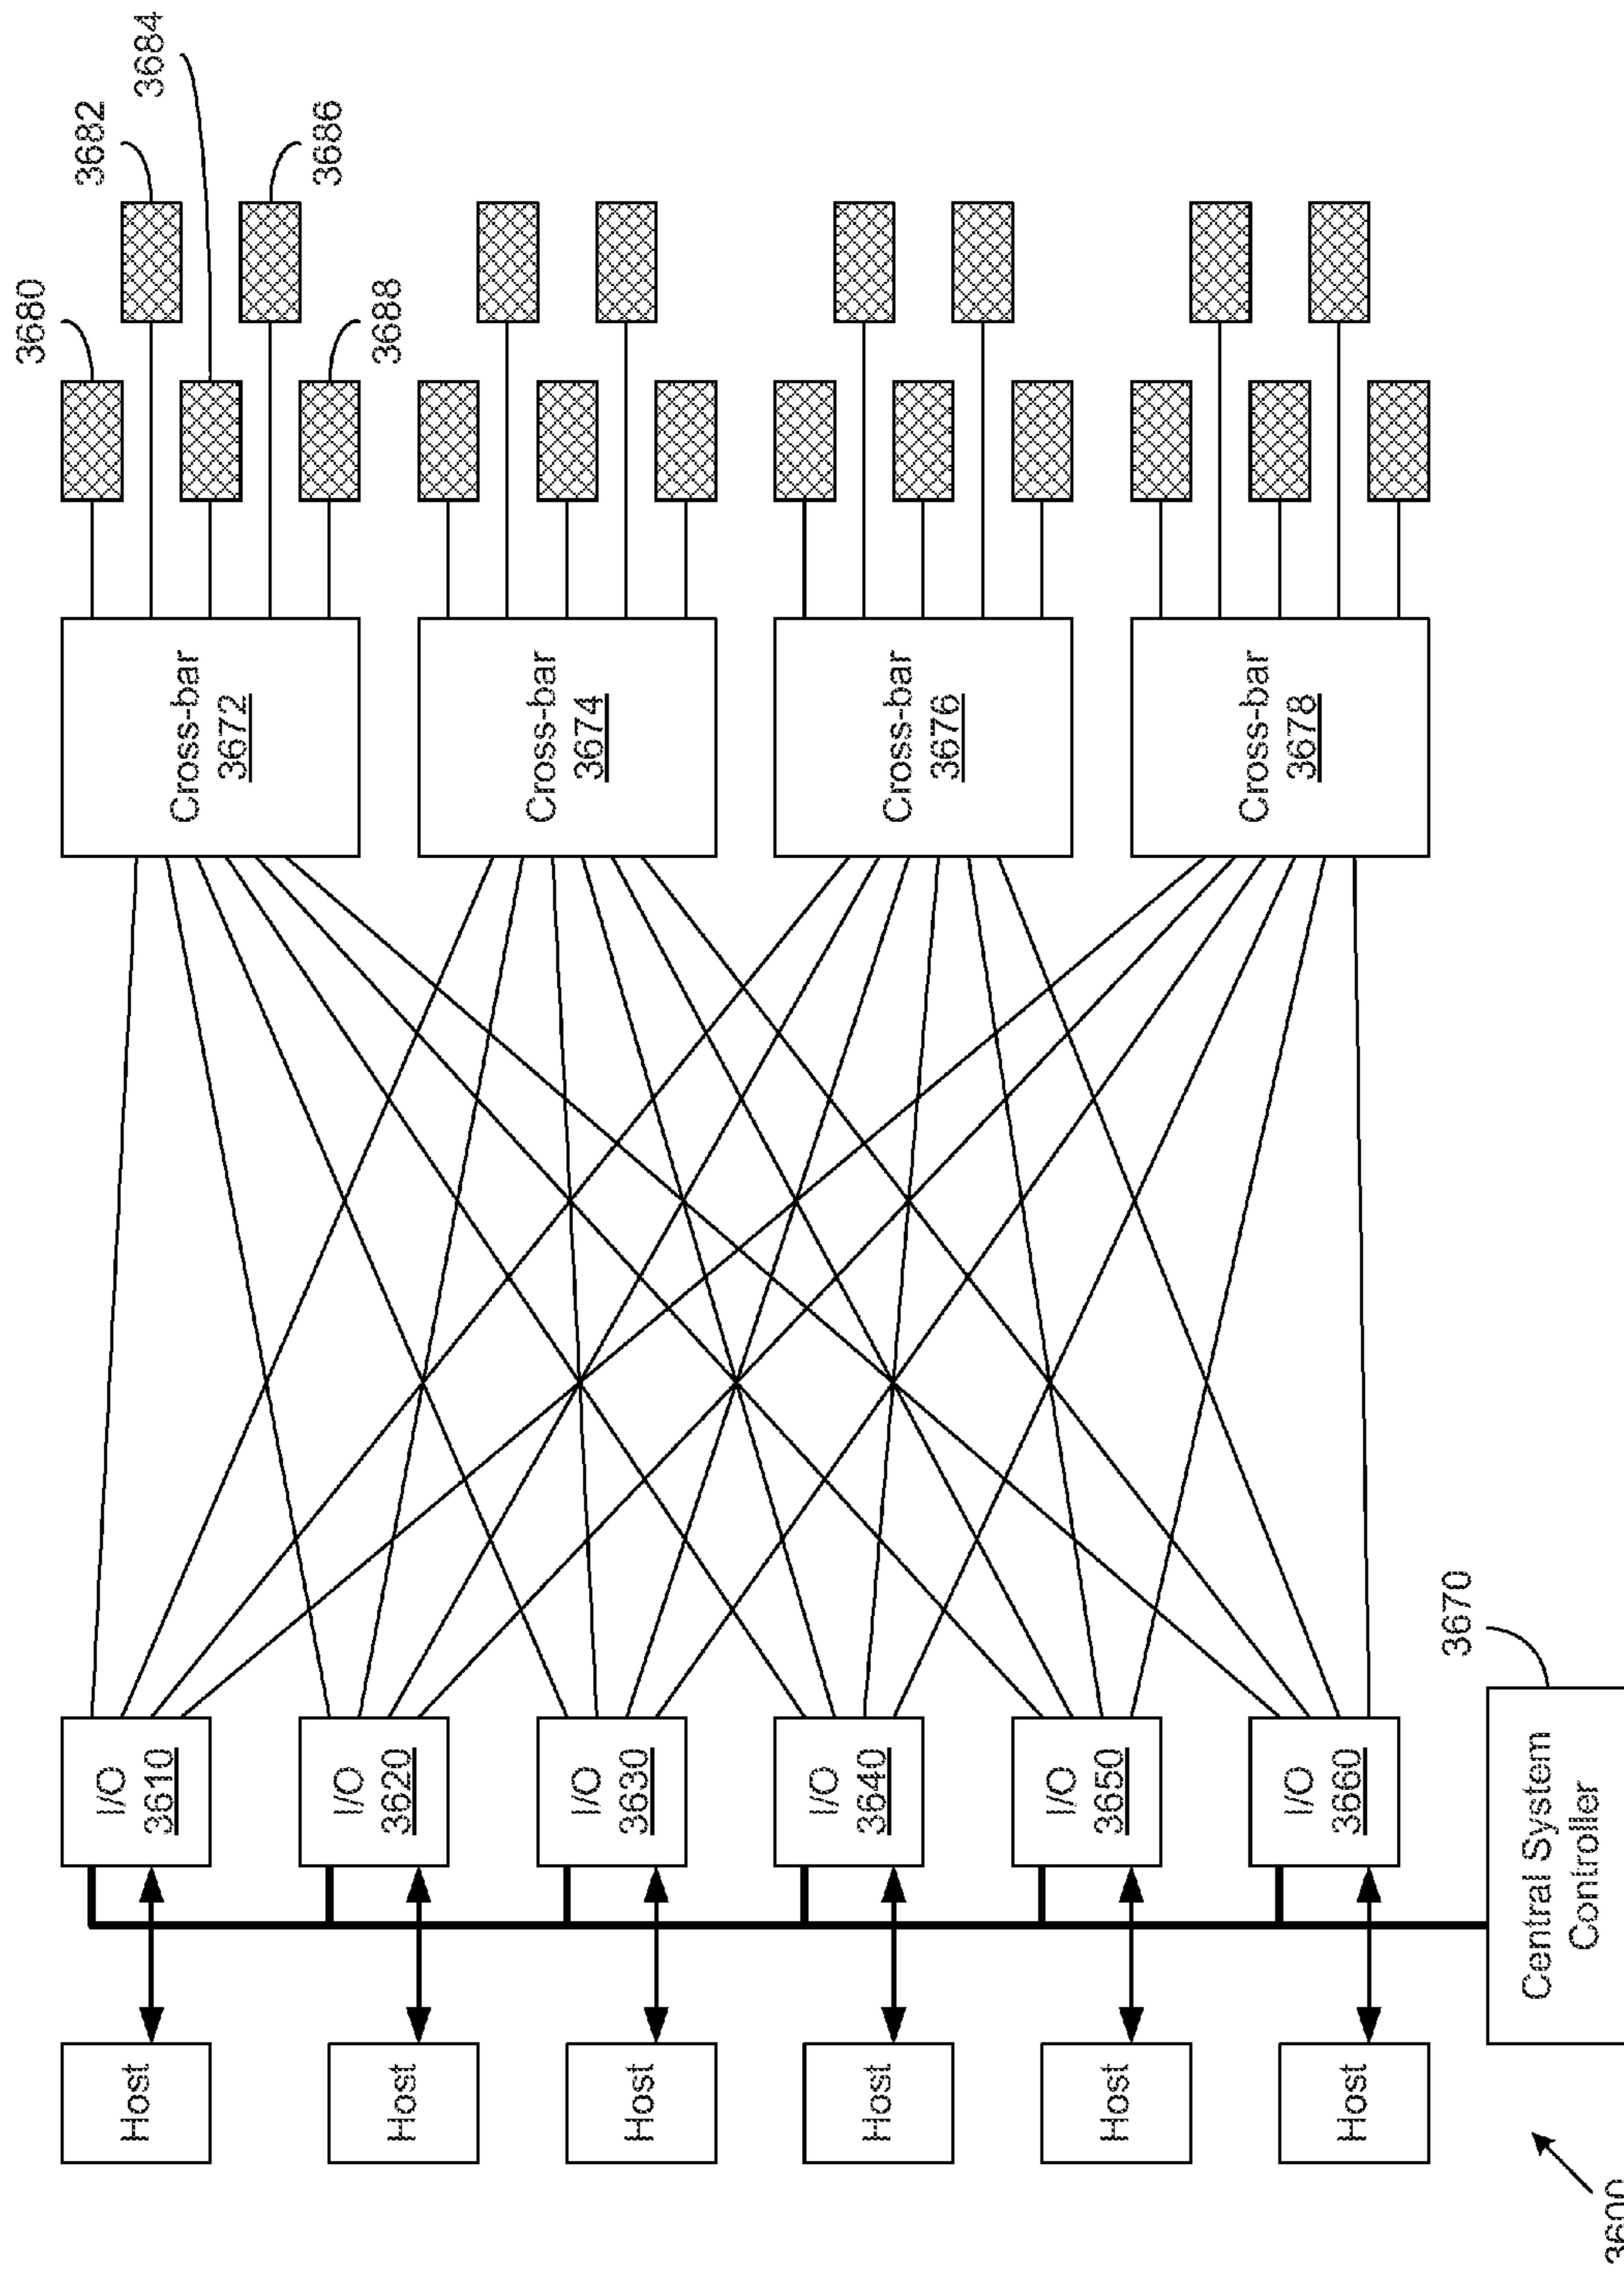 3680
3682
3684
3686
3688
Cross-bar
3672
Cross-bar
3674
Cross-bar
3676
Cross-bar
3678
I/O
3610
I/O
3620
I/O
3630
I/O
3640
I/O
3650
I/O
3660
3670
Central System
Controller
Host
Host
Host
Host
Host
Host
3600